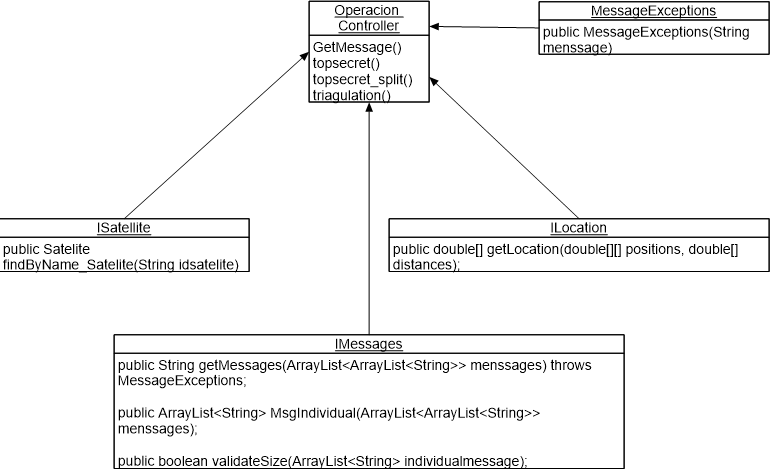 Operacion
Controller
GetMessage()
topsecret()
topsecret_split()
triagulation()
MessageExceptions
public MessageExceptions(String
menssage)
ISatellite
public Satelite
findByName_Satelite(String idsatelite)
ILocation
public double[] getLocation(double[][] positions, double[]
distances);
IMessages
public String getMessages(ArrayList<ArrayList<String>> menssages) throws
MessageExceptions;
public ArrayList<String> MsgIndividual(ArrayList<ArrayList<String>>
menssages);
public boolean validateSize(ArrayList<String> individualmessage);